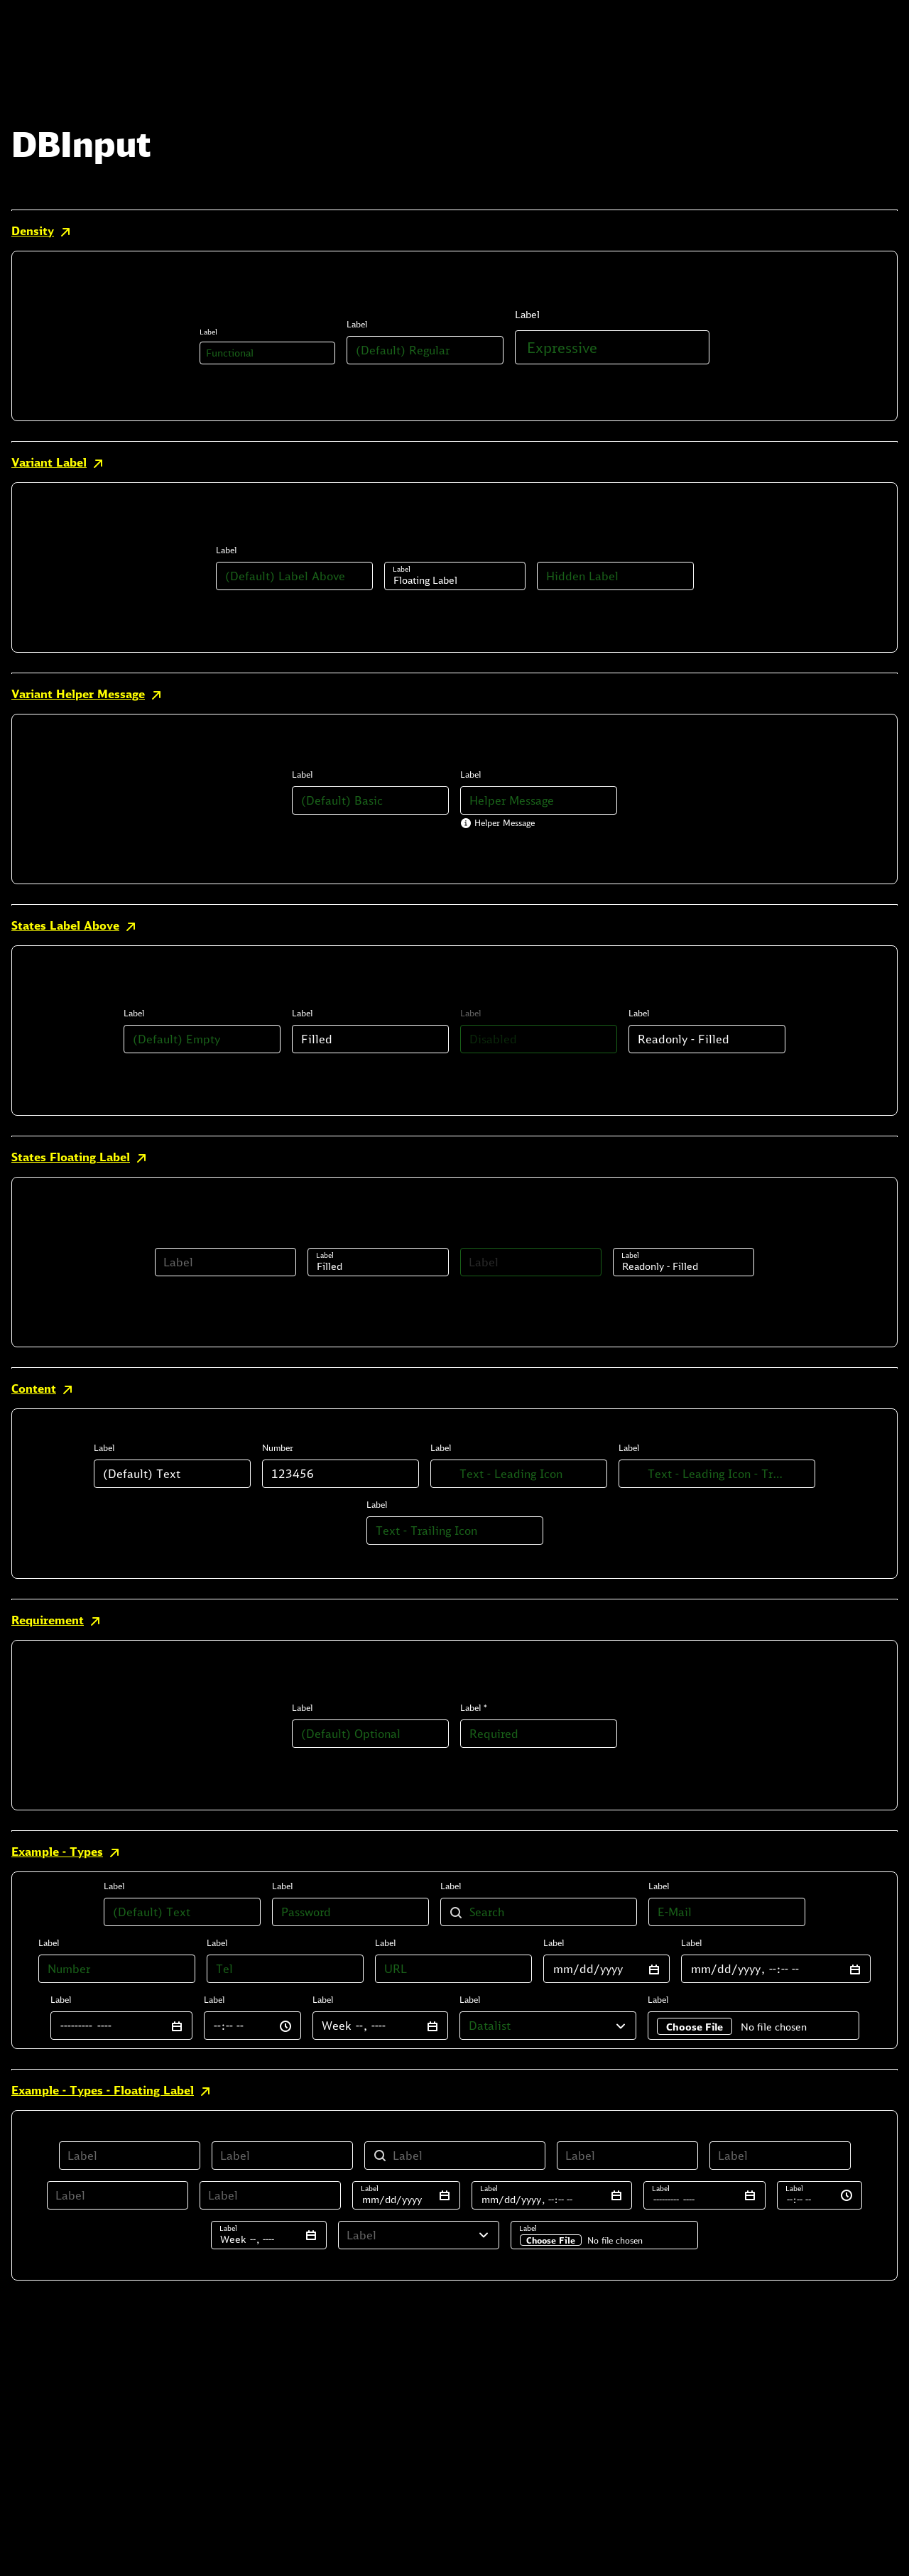 DBInput
Density
Label Label Label
Functional (Default) Regular Expressive
Variant Label
Label
(Default) Label Above Label Floating Label Hidden Label
Variant Helper Message
Label Label
(Default) Basic Helper Message
Helper Message
States Label Above
Label Label Label Label
(Default) Empty Filled Disabled Readonly - Filled
States Floating Label
Label Label Filled Label Label Readonly - Filled
Content
Label Number Label Label
(Default) Text 123456 Text - Leading Icon Text - Leading Icon - Tr...
Label
Text - Trailing Icon
Requirement
Label Label *
(Default) Optional Required
Example - Types
Label Label Label Label
(Default) Text Password Search E-Mail
Label Label Label Label Label
Number Tel URL mm/dd/yyyy mm/dd/yyyy, --:-- --
Label Label Label Label Label
--------- ---- --:-- -- Week --, ---- Datalist Choose File No file chosen
Example - Types - Floating Label
Label Label Label Label Label
Label Label Label mm/dd/yyyy Label mm/dd/yyyy, --:-- -- Label --------- ---- Label --:-- --
Label Week --, ---- Label Label Choose File No file chosen